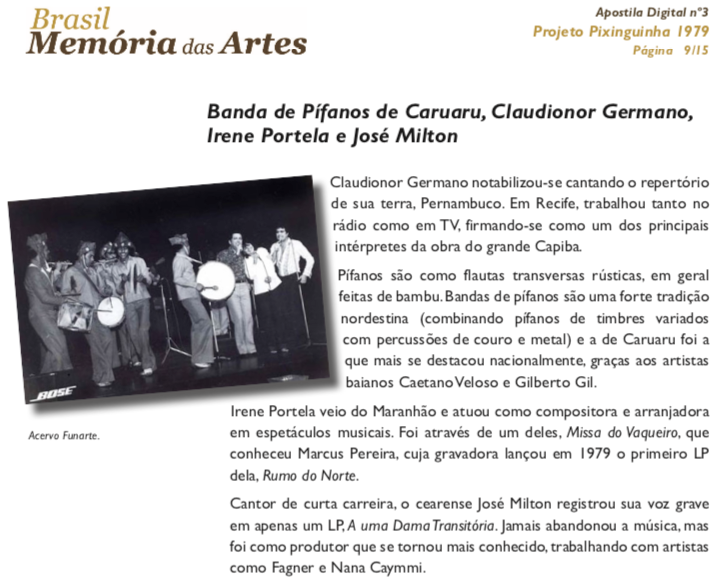 Brasil
Memória das Artes
Apostila Digital nº3
Projeto Pixinguinha 1979
Página 9/15
Banda de Pífanos de Caruaru, Claudionor Germano,
Irene Portela e José Milton
Claudionor Germano notabilizou-se cantando o repertório
de sua terra, Pernambuco. Em Recife, trabalhou tanto no
rádio como em TV, firmando-se como um dos principais
intérpretes da obra do grande Capiba.
Pífanos são como flautas transversas rústicas, em geral
feitas de bambu. Bandas de pífanos são uma forte tradição
nordestina (combinando pífanos de timbres variados
com percussões de couro e metal) e a de Caruaru foi a
que mais se destacou nacionalmente, graças aos artistas
baianos Caetano Veloso e Gilberto Gil.
BOSE
Acervo Funarte.
Irene Portela veio do Maranhão e atuou como compositora e arranjadora
em espetáculos musicais. Foi através de um deles, Missa do Vaqueiro, que
conheceu Marcus Pereira, cuja gravadora lançou em 1979 o primeiro LP
dela, Rumo do Norte.
Cantor de curta carreira, o cearense José Milton registrou sua voz grave
em apenas um LP, A uma Dama Transitória. Jamais abandonou a música, mas
foi como produtor que se tornou mais conhecido, trabalhando com artistas
como Fagner e Nana Caymmi.